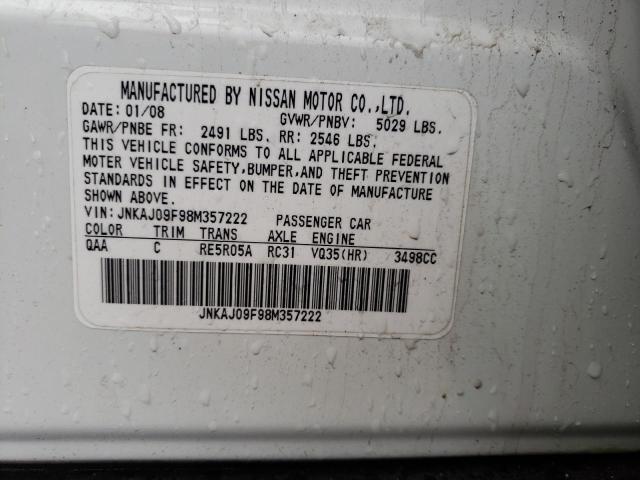 MANUFACTURED BY NISSAN MOTOR CO.,LTD.
DATE: 01/08 GVWR/PNBV: 5029 LBS.
GAWR/PNBE FR: 2491 LBS. RR: 2546 LBS.
THIS VEHICLE CONFORMS TO ALL APPLICABLE FEDERAL
MOTER VEHICLE SAFETY,BUMPER,AND THEFT PREVENTION
STANDARDS IN EFFECT ON THE DATE OF MANUFACTURE
SHOWN ABOVE.
VIN: JNKAJ09F98M357222 PASSENGER CAR
COLOR TRIM TRANS AXLE ENGINE
QAA C RE5R05A RC31 VQ35(HR) 3498CC
JNKAJ09F98M357222